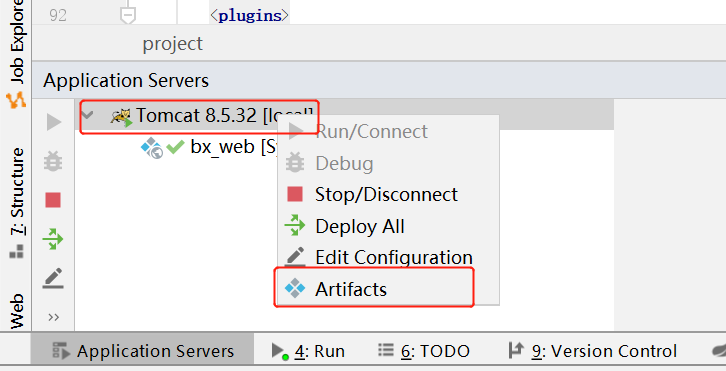 92
<plugins>
project
Job Explore
Application Servers
Tomcat 8.5.32 [local]
bx_web [Sy
Run/Connect
Debug
Stop/Disconnect
Deploy All
Edit Configuration
Artifacts
7: Structure
Web
>>
Application Servers
4: Run
6: TODO
9: Version Control